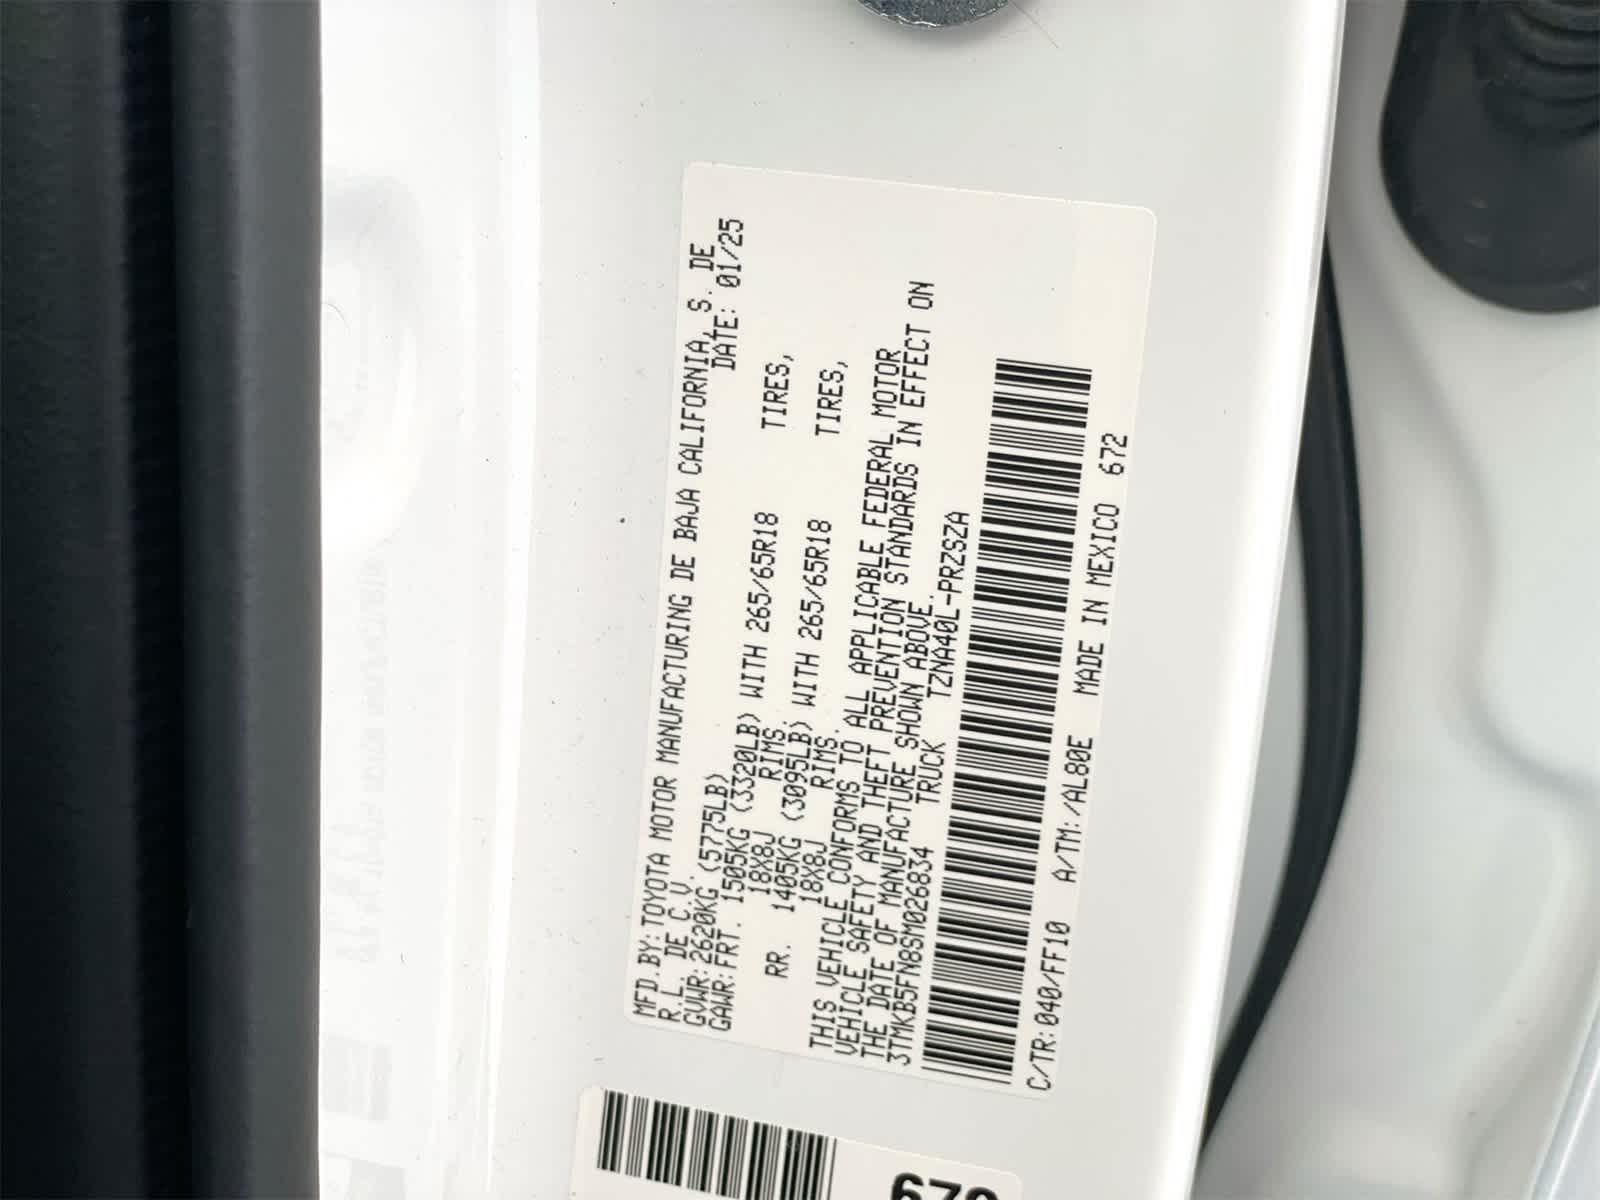 MFD.BY:TOYOTA MOTOR MANUFACTURING DE BAJA CALIFORNIA, S. DE
R.L. DE C.V. DATE: 01/25
GVWR:2620KG (5775LB)
GAWR:FRT. 1505KG (3320LB) WITH 265/65R18 TIRES,
18X8J RIMS.
RR. 1405KG (3095LB) WITH 265/65R18 TIRES,
18X8J RIMS.
THIS VEHICLE CONFORMS TO ALL APPLICABLE FEDERAL MOTOR
VEHICLE SAFETY AND THEFT PREVENTION STANDARDS IN EFFECT ON
THE DATE OF MANUFACTURE SHOWN ABOVE.
3TMKB5FN8SM026834 TRUCK TZNA40L-PRZSZA
C/TR:040/FF10 A/TM:/AL80E MADE IN MEXICO 672